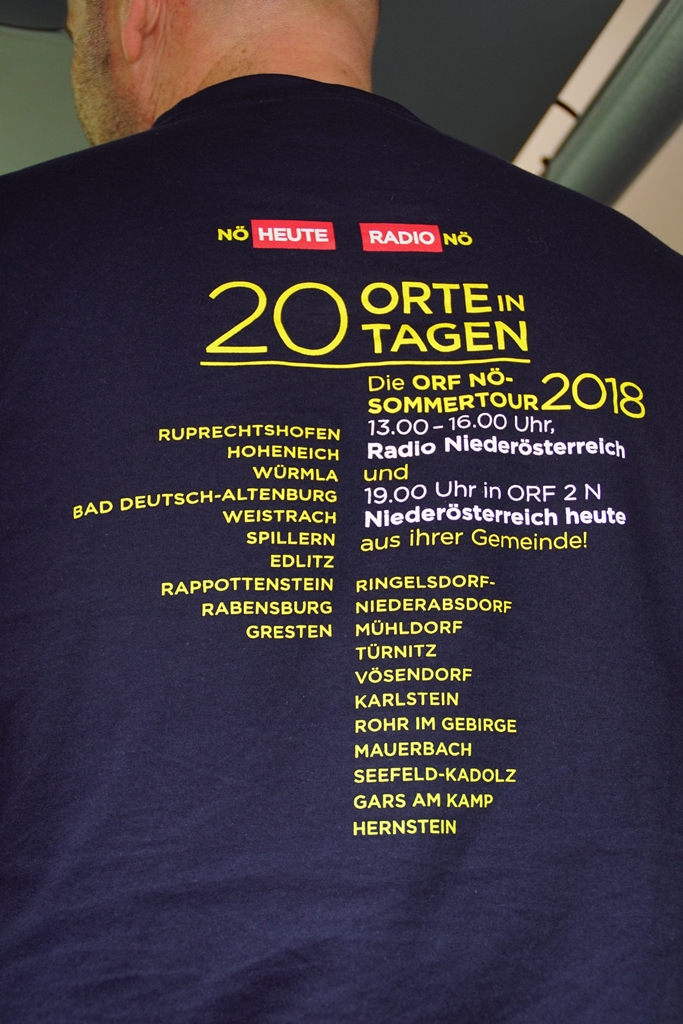 NÖ HEUTE RADIO NÖ
20 ORTE IN
TAGEN
Die ORF NÖ-
SOMMERTOUR 2018
13.00 – 16.00 Uhr,
Radio Niederösterreich
und
19.00 Uhr in ORF 2 N
Niederösterreich heute
aus ihrer Gemeinde!
RUPRECHTSHOFEN
HOHENEICH
WÜRMLA
BAD DEUTSCH-ALTENBURG
WEISTRACH
SPILLERN
EDLITZ
RAPPOTTENSTEIN
RABENSBURG
GRESTEN
RINGELSDORF-
NIEDERABSDORF
MÜHLDORF
TÜRNITZ
VÖSENDORF
KARLSTEIN
ROHR IM GEBIRGE
MAUERBACH
SEEFELD-KADOLZ
GARS AM KAMP
HERNSTEIN